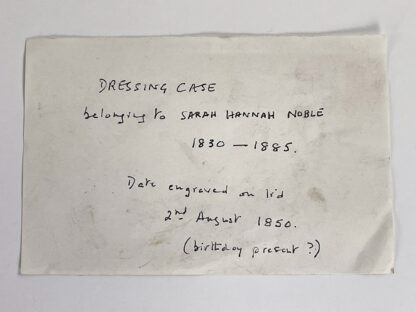 DRESSING CASE
belonging to SARAH HANNAH NOBLE
1830 — 1885.
Date engraved on lid
2nd August 1850.
(birthday present ?)